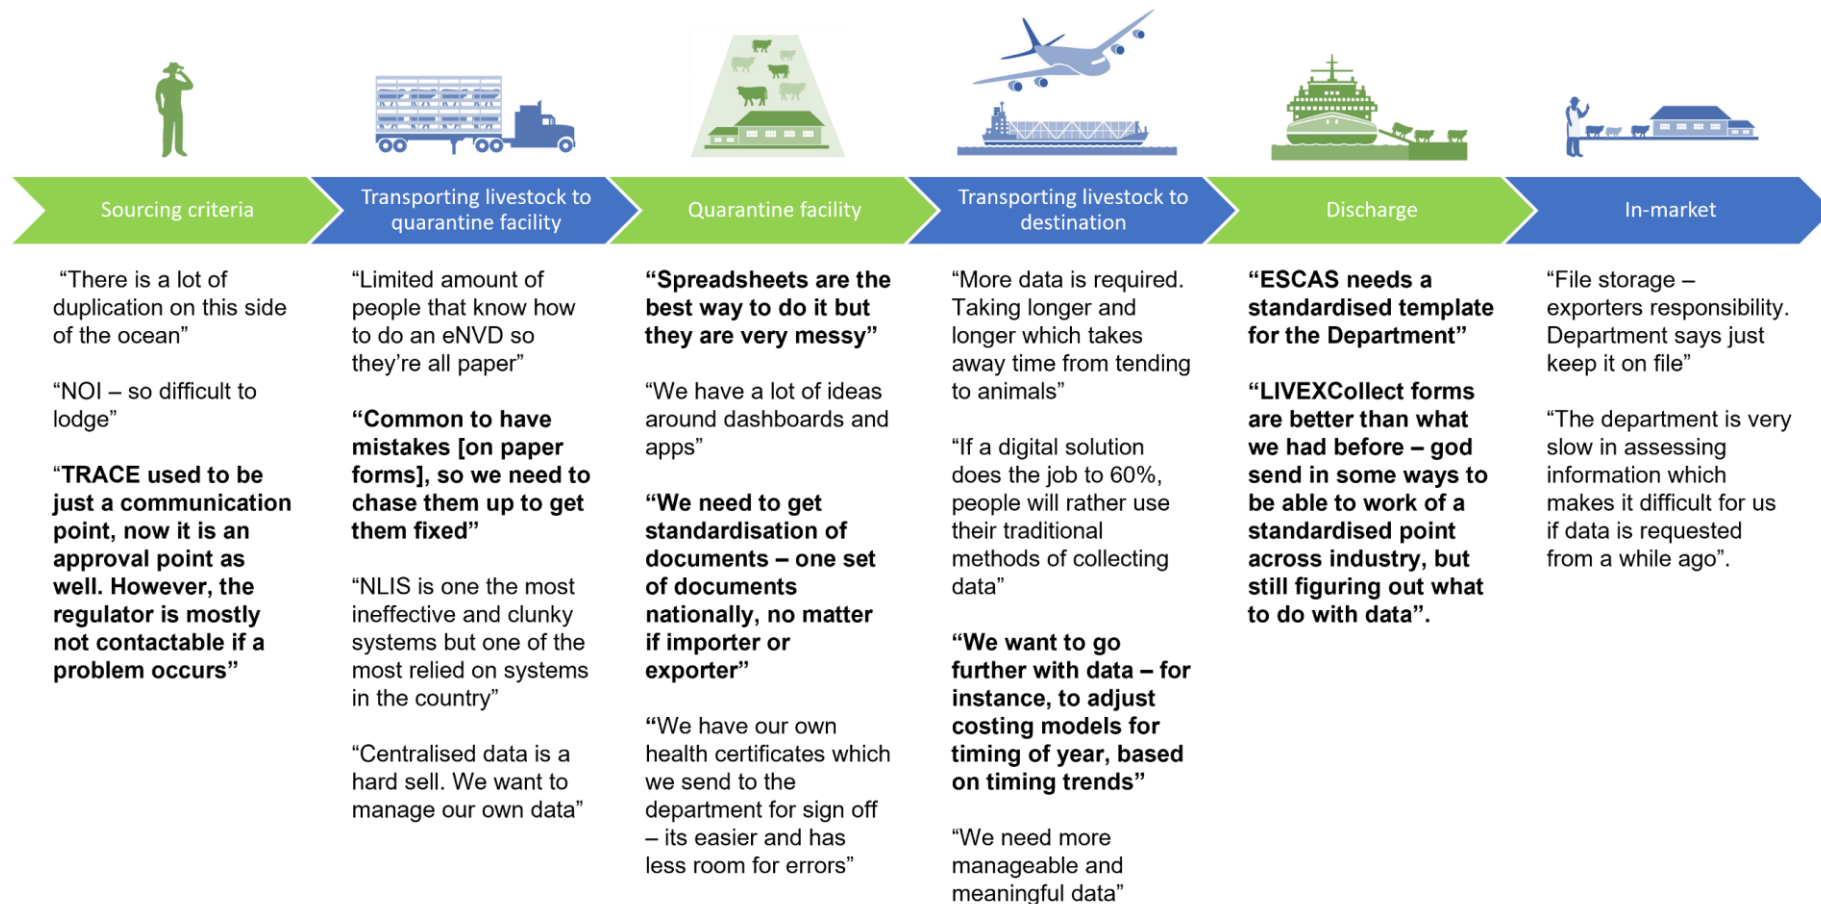 Sourcing criteria
Transporting livestock to
quarantine facility
Quarantine facility
Transporting livestock to
destination
Discharge
In-market
“There is a lot of
duplication on this side
of the ocean”
“NOI – so difficult to
lodge”
“TRACE used to be
just a communication
point, now it is an
approval point as
well. However, the
regulator is mostly
not contactable if a
problem occurs”
“Limited amount of
people that know how
to do an eNVD so
they’re all paper”
“Common to have
mistakes [on paper
forms], so we need to
chase them up to get
them fixed”
“NLIS is one the most
ineffective and clunky
systems but one of the
most relied on systems
in the country”
“Centralised data is a
hard sell. We want to
manage our own data”
“Spreadsheets are the
best way to do it but
they are very messy”
“We have a lot of ideas
around dashboards and
apps”
“We need to get
standardisation of
documents – one set
of documents
nationally, no matter
if importer or
exporter”
“We have our own
health certificates which
we send to the
department for sign off
– its easier and has
less room for errors”
“More data is required.
Taking longer and
longer which takes
away time from tending
to animals”
“If a digital solution
does the job to 60%,
people will rather use
their traditional
methods of collecting
data”
“We want to go
further with data – for
instance, to adjust
costing models for
timing of year, based
on timing trends”
“We need more
manageable and
meaningful data”
“ESCAS needs a
standardised template
for the Department”
“LIVEXCollect forms
are better than what
we had before – god
send in some ways to
be able to work of a
standardised point
across industry, but
still figuring out what
to do with data”.
“File storage –
exporters responsibility.
Department says just
keep it on file”
“The department is very
slow in assessing
information which
makes it difficult for us
if data is requested
from a while ago”.